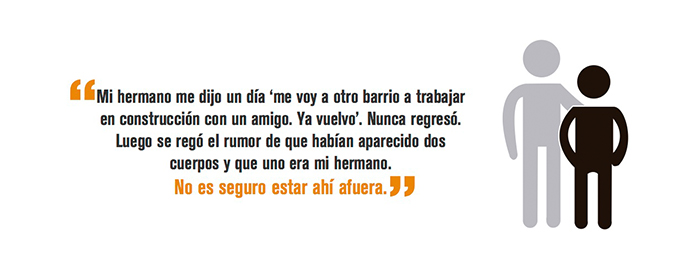 “Mi hermano me dijo un día ‘me voy a otro barrio a trabajar
en construcción con un amigo. Ya vuelvo’. Nunca regresó.
Luego se regó el rumor de que habían aparecido dos
cuerpos y que uno era mi hermano.
No es seguro estar ahí afuera.”